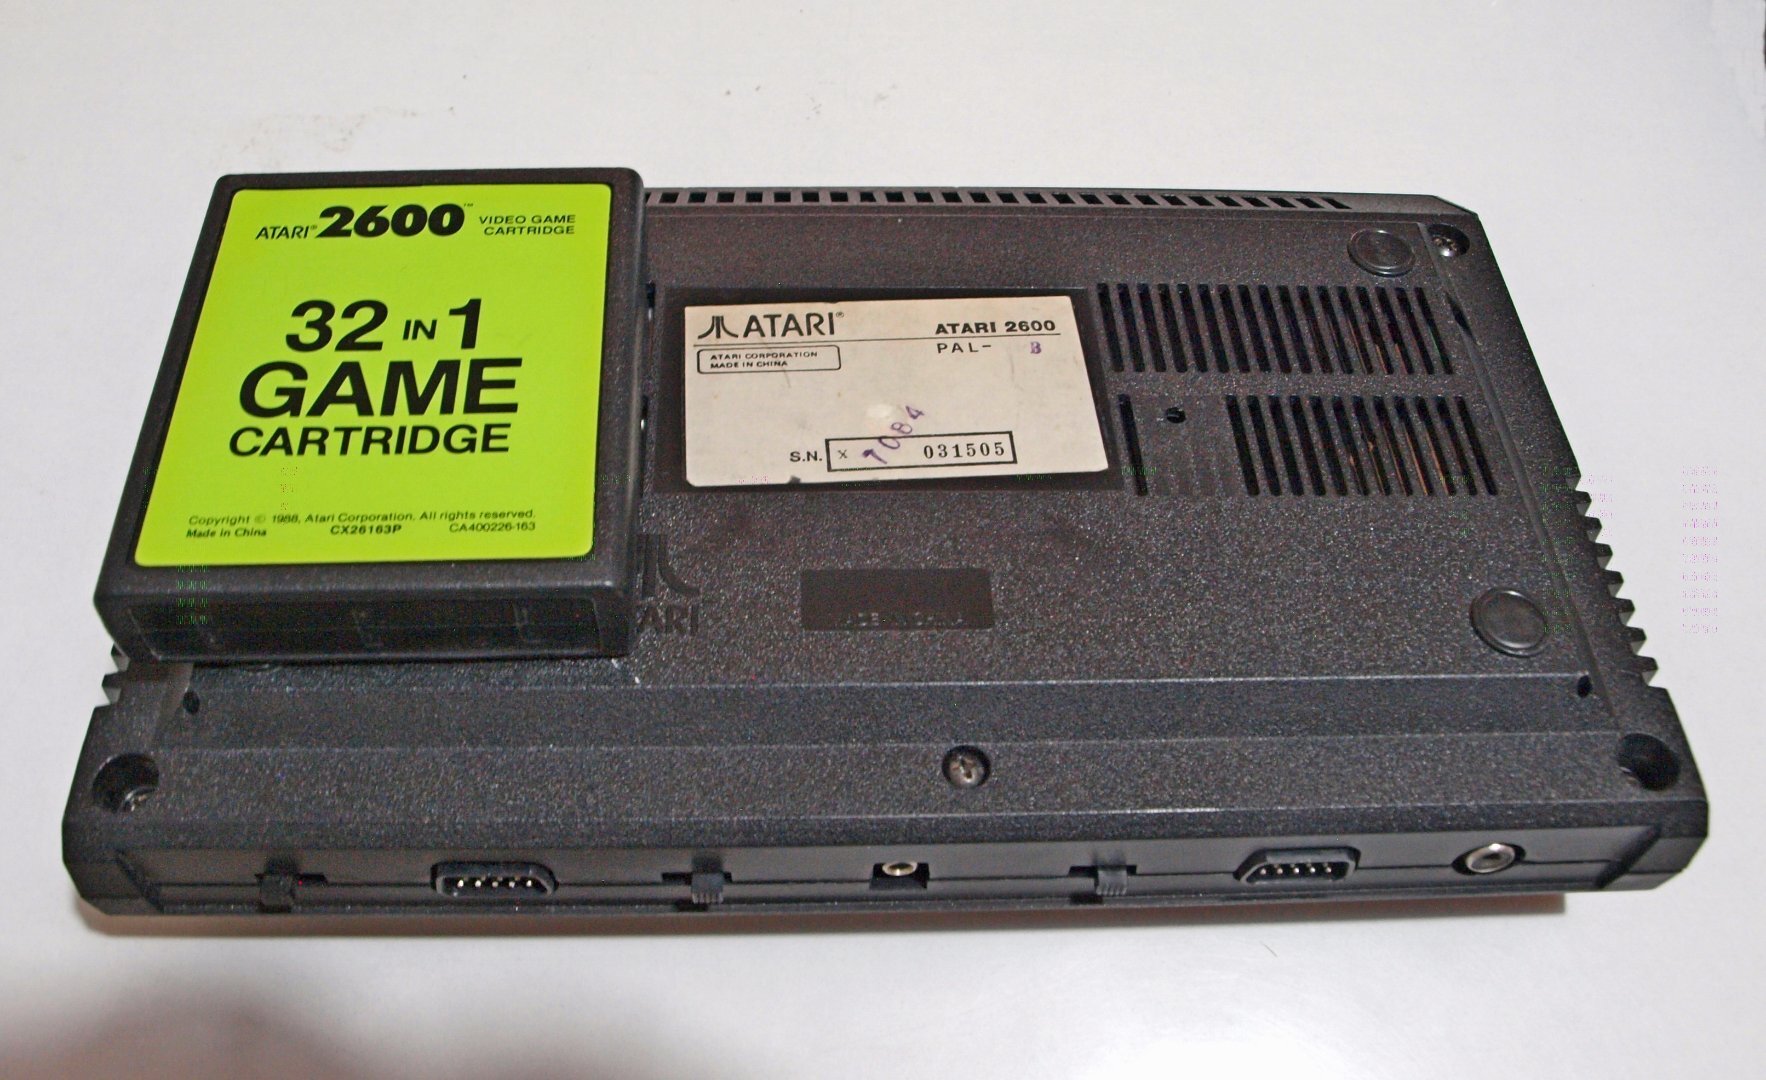 ATARI® 2600™ VIDEO GAME
CARTRIDGE
32 IN 1
GAME
CARTRIDGE
Copyright © 1988, Atari Corporation. All rights reserved.
Made in China CX26163P CA400226-163
ATARI®
ATARI 2600
PAL- B
ATARI CORPORATION
MADE IN CHINA
7084
S.N. X 031505
ATARI